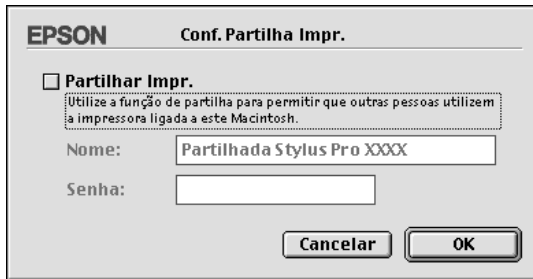 EPSON Conf. Partilha Impr.
Partilhar Impr.
Utilize a função de partilha para permitir que outras pessoas utilizem
a impressora ligada a este Macintosh.
Nome: Partilhada Stylus Pro XXXX
Senha:
Cancelar OK